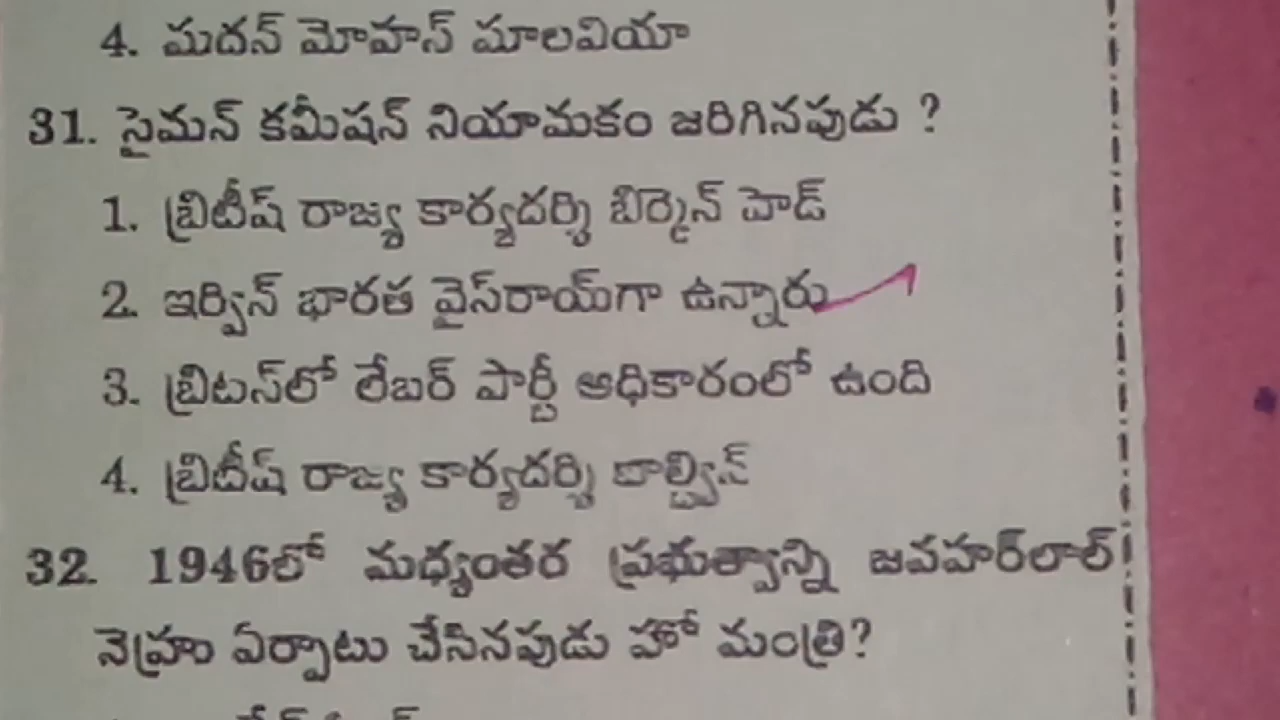 4. మదన్ మోహన్ మాలవియా
31. సైమన్ కమీషన్ నియామకం జరిగినపుడు ?
1. బ్రిటీష్ రాజ్య కార్యదర్శి బిర్మెన్ హెడ్
2. ఇర్విన్ భారత వైస్‌రాయ్‌గా ఉన్నారు
3. బ్రిటన్‌లో లేబర్ పార్టీ అధికారంలో ఉంది
4. బ్రిటీష్ రాజ్య కార్యదర్శి బాల్డ్విన్
32. 1946లో మధ్యంతర ప్రభుత్వాన్ని జవహర్‌లాల్
నెహ్రూ ఏర్పాటు చేసినపుడు హో మంత్రి?